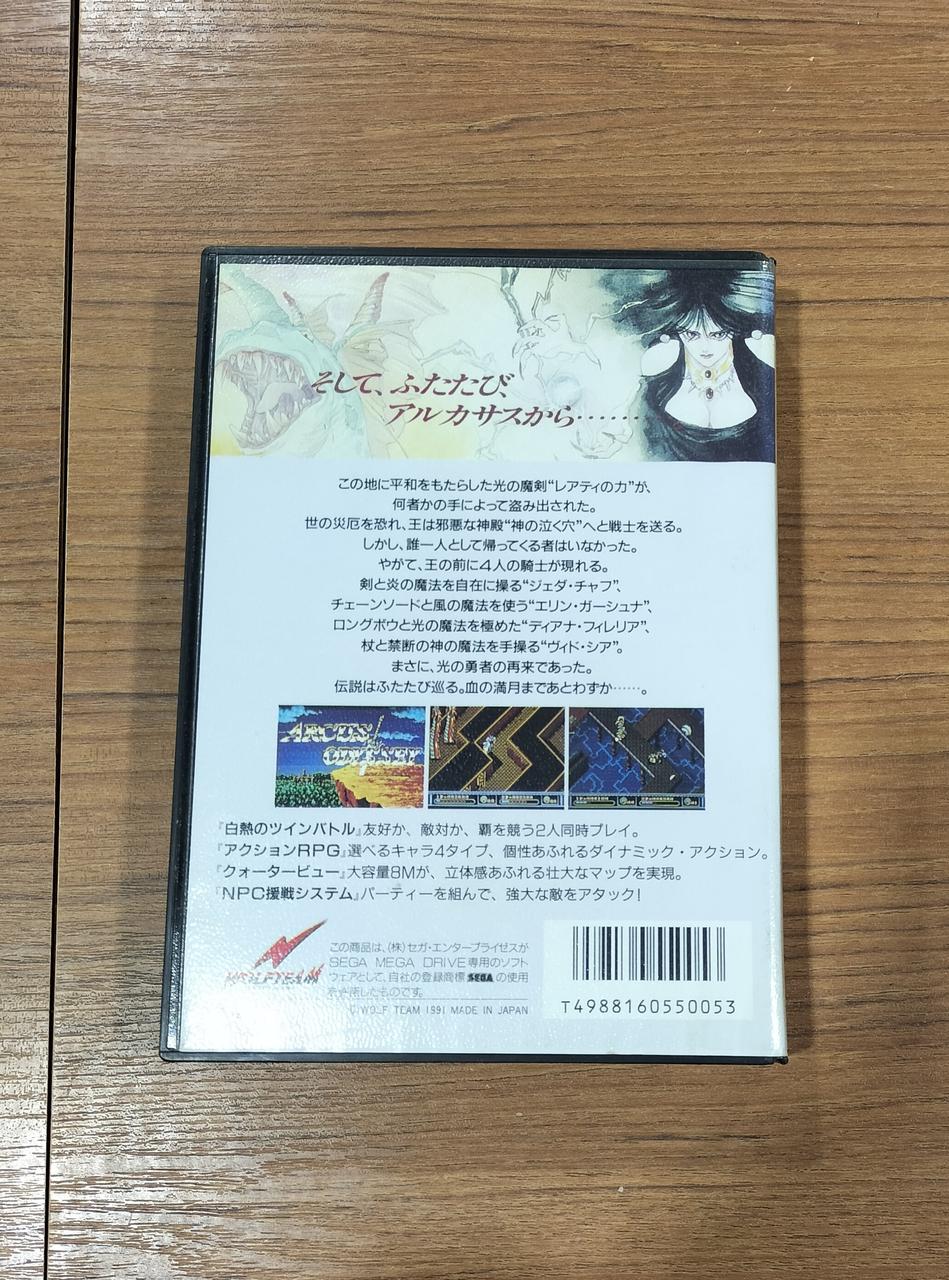 そして、ふたたび、
アルカサスから‥‥‥
この地に平和をもたらした光の魔剣“レアティの力”が、
何者かの手によって盗み出された。
世の災厄を恐れ、王は邪悪な神殿“神の泣く穴”へと戦士を送る。
しかし、誰一人として帰ってくる者はいなかった。
やがて、王の前に4人の騎士が現れる。
剣と炎の魔法を自在に操る“ジェダ・チャフ”、
チェーンソードと風の魔法を使う“エリン・ガーシュナ”、
ロングボウと光の魔法を極めた“ディアナ・フィレリア”、
杖と禁断の神の魔法を手操る“ヴィド・シア”。
まさに、光の勇者の再来であった。
伝説はふたたび巡る。血の満月まであとわずか……。
ARCUS
ODYSSEY
『白熱のツインバトル』友好か、敵対か、覇を競う2人同時プレイ。
『アクションRPG』選べるキャラ4タイプ、個性あふれるダイナミック・アクション。
『クォータービュー』大容量8Mが、立体感あふれる壮大なマップを実現。
『NPC援戦システム』パーティーを組んで、強大な敵をアタック!
WOLFTEAM
この商品は、(株)セガ・エンタープライゼスが
SEGA MEGA DRIVE専用のソフト
ウェアとして、自社の登録商標 SEGA の使用
を許諾したものです。
©WOLF TEAM 1991 MADE IN JAPAN
T4988160550053